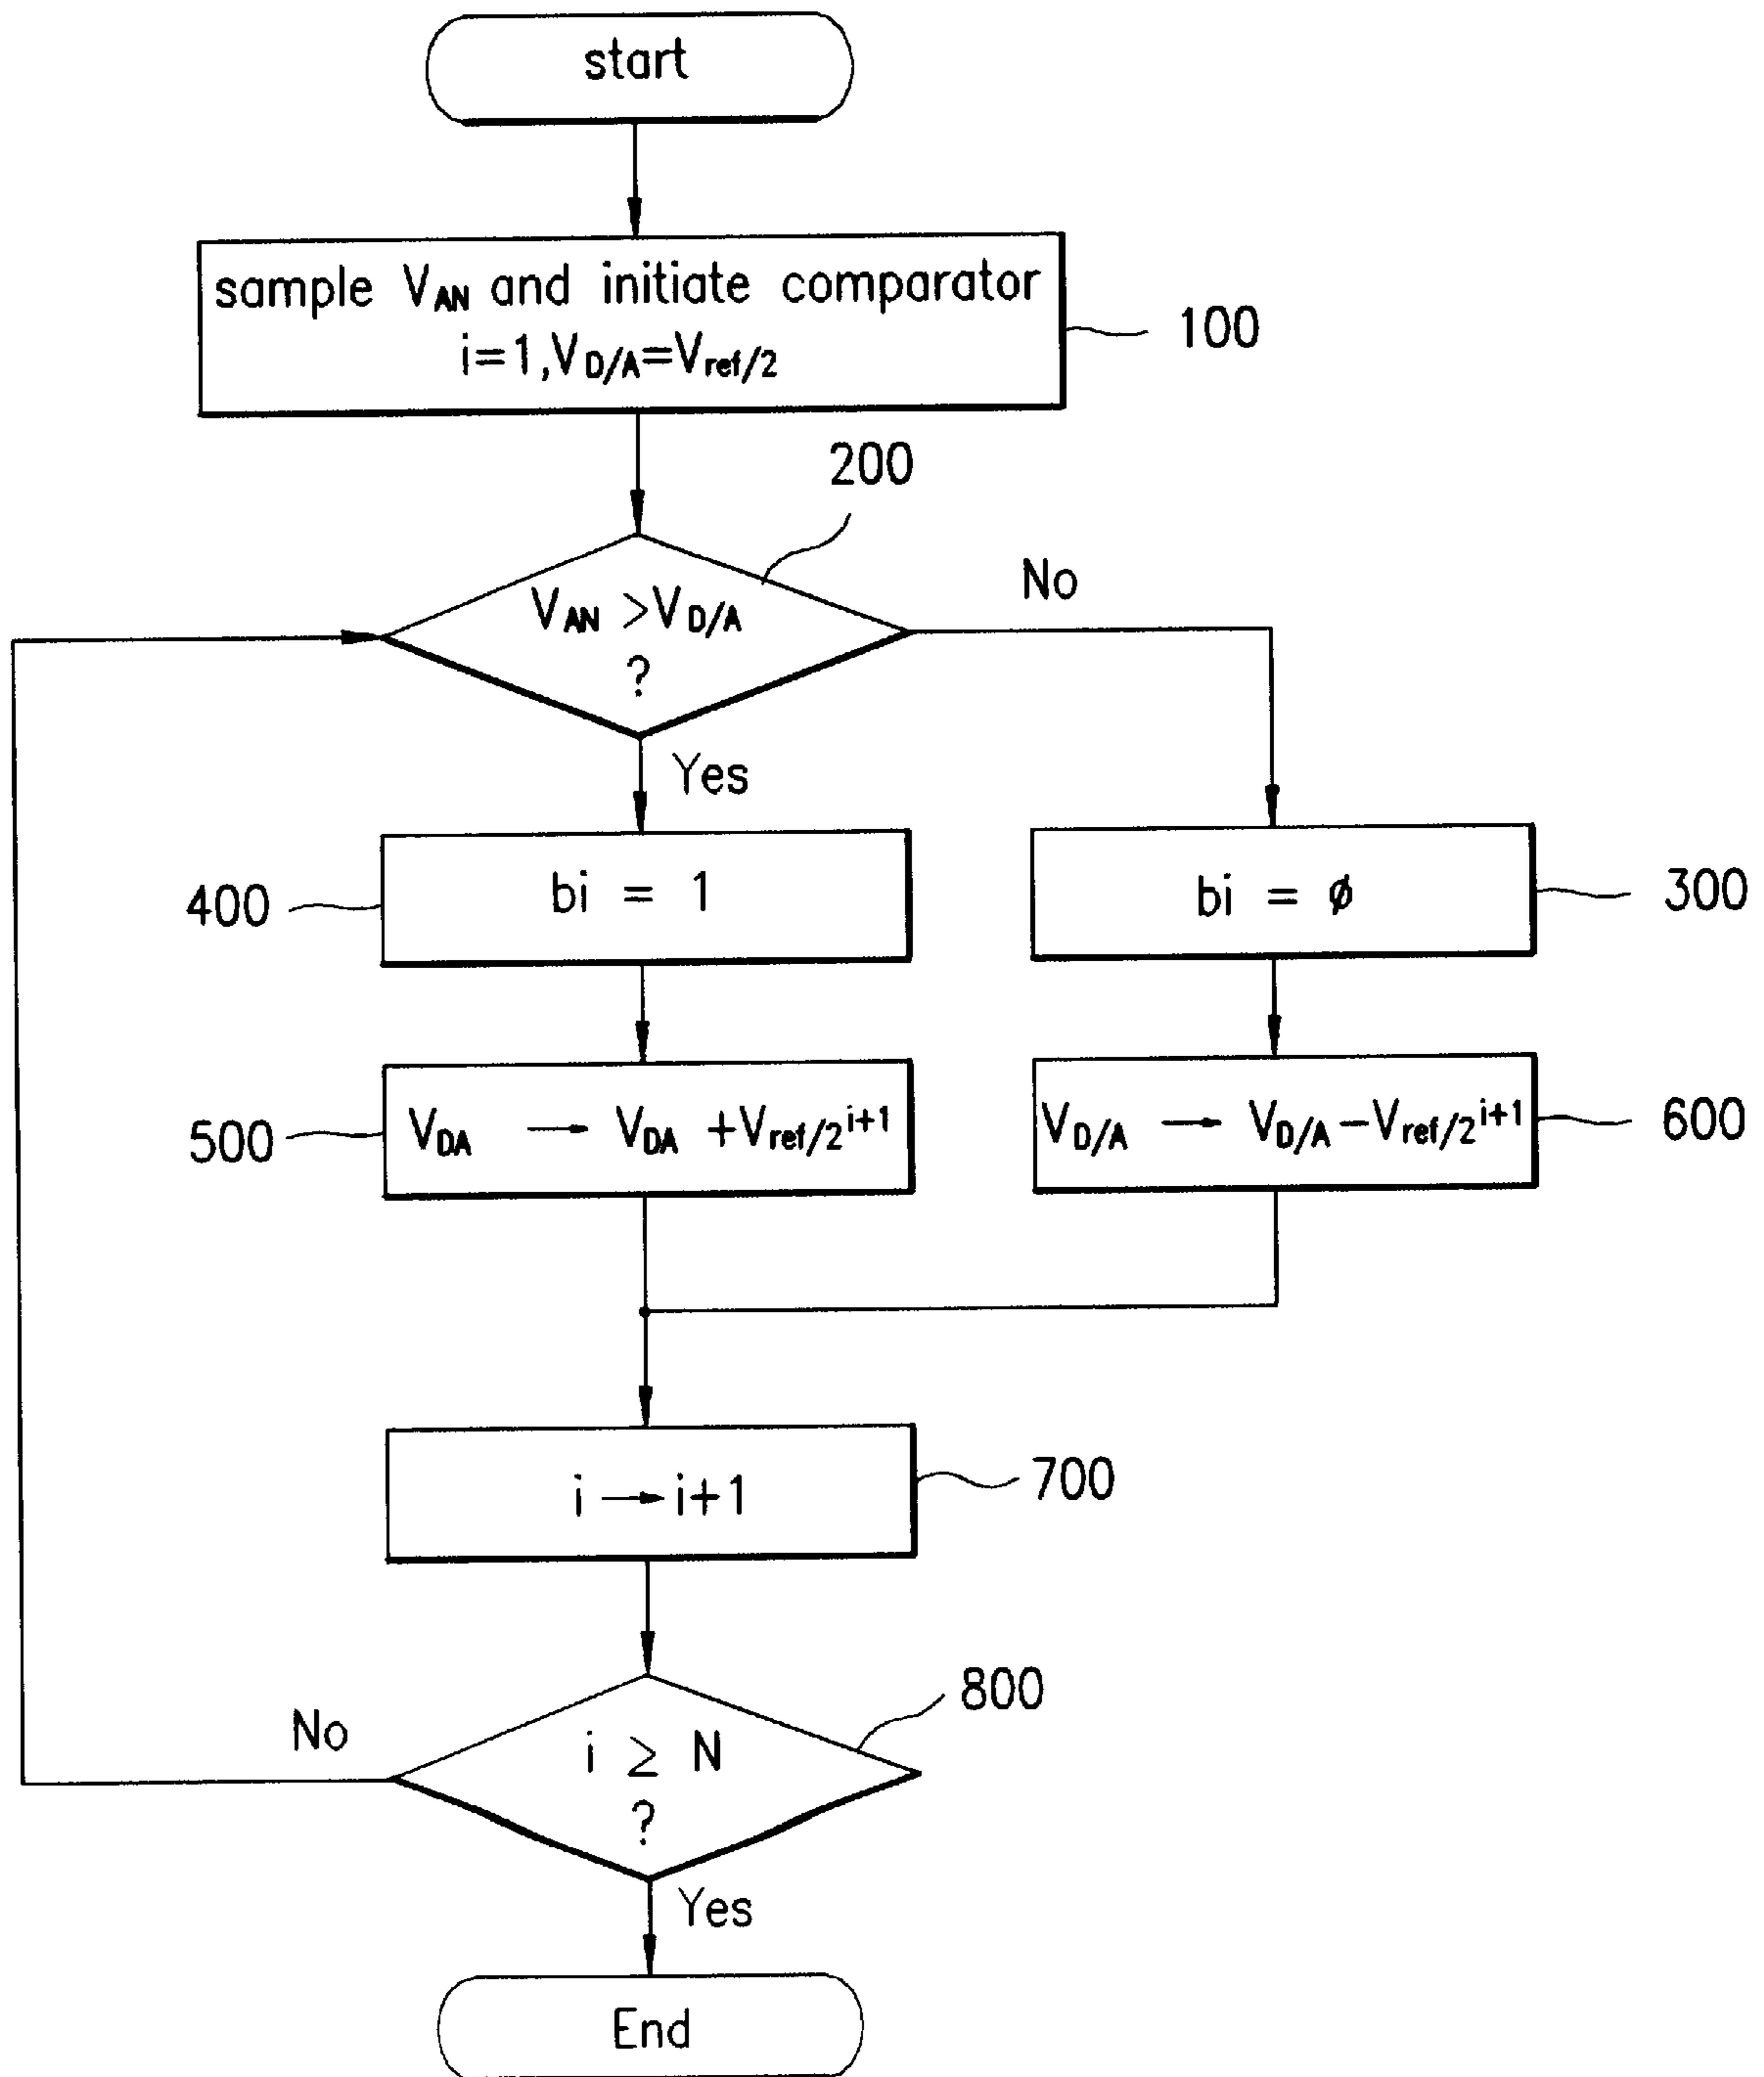 start
sample V_AN and initiate comparator
i=1,V_D/A=V_ref/2
100
200
V_AN >V_D/A
?
No
Yes
400
bi = 1
bi = ø
300
500
V_DA → V_DA +V_ref/2^i+1
V_D/A → V_D/A −V_ref/2^i+1
600
i → i+1
700
800
No
i ≥ N
?
Yes
End